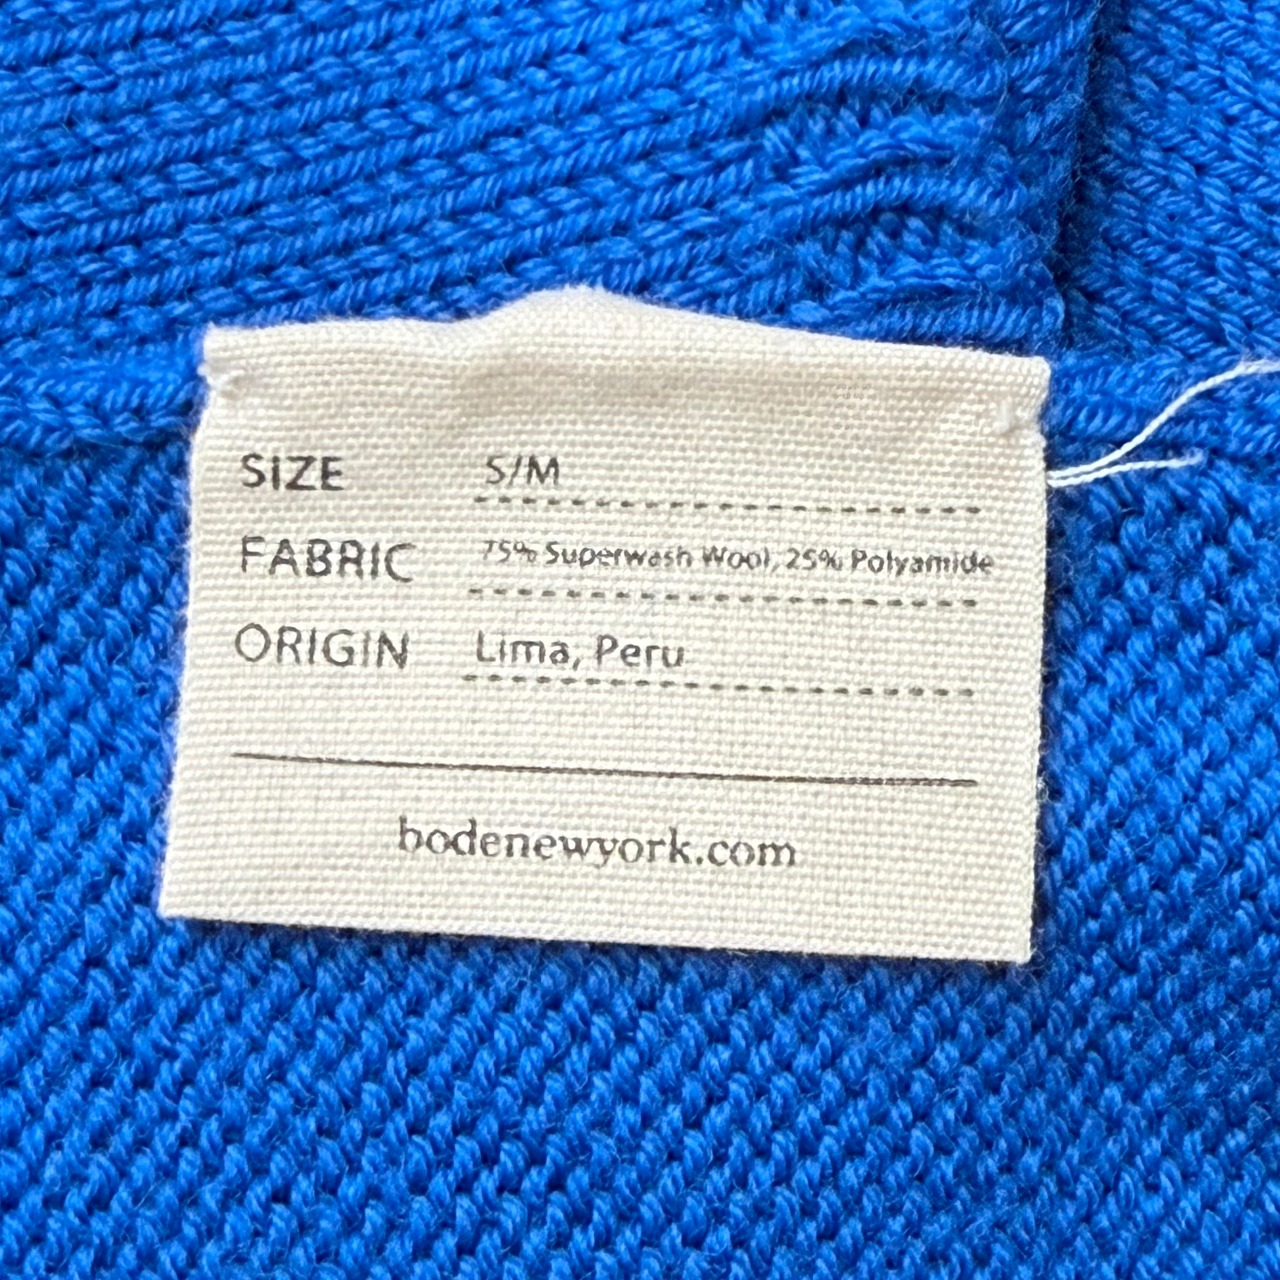 SIZE S/M
FABRIC 75% Superwash Wool, 25% Polyamide
ORIGIN Lima, Peru
bodenewyork.com